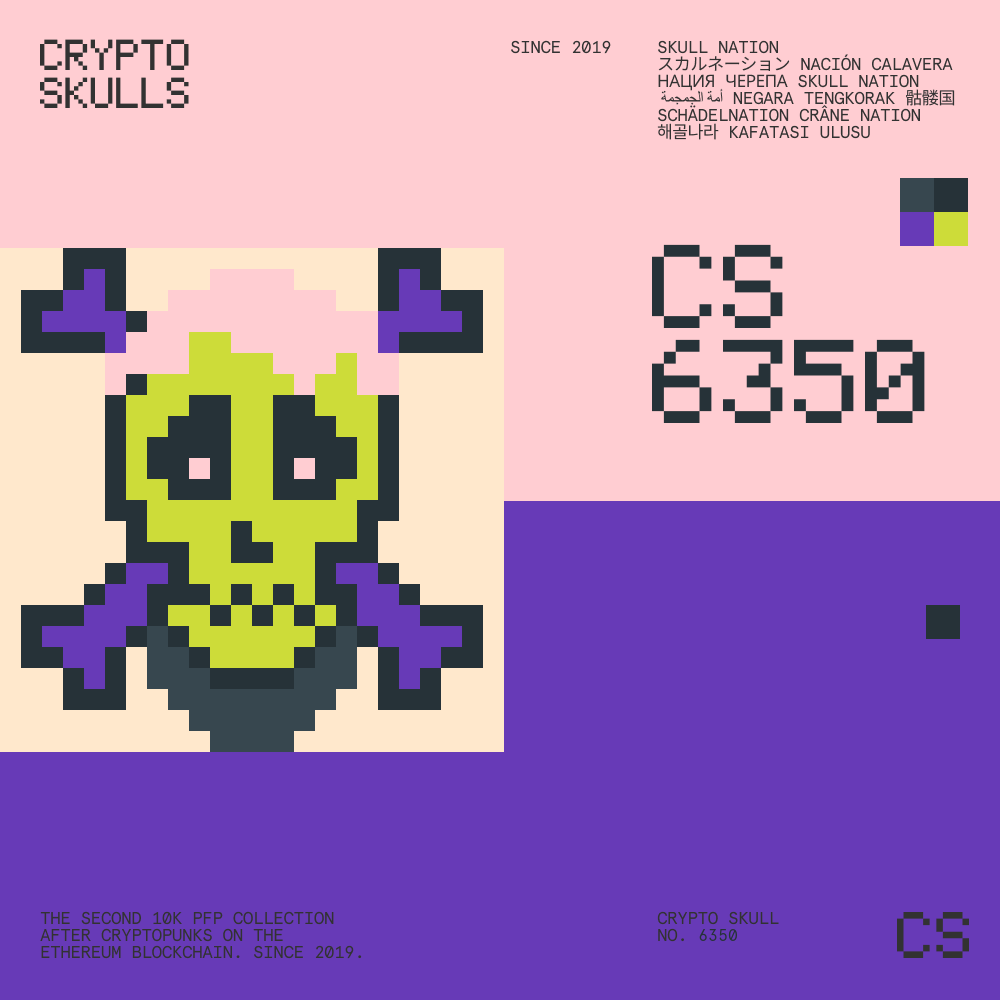 CRYPTO
SKULLS
SINCE 2019
SKULL NATION
スカルネーション NACIÓN CALAVERA
НАЦИЯ ЧЕРЕПА SKULL NATION
أمة الجمجمة NEGARA TENGKORAK 骷髅国
SCHÄDELNATION CRÂNE NATION
해골나라 KAFATASI ULUSU
CS
6350
THE SECOND 10K PFP COLLECTION
AFTER CRYPTOPUNKS ON THE
ETHEREUM BLOCKCHAIN. SINCE 2019.
CRYPTO SKULL
NO. 6350
CS